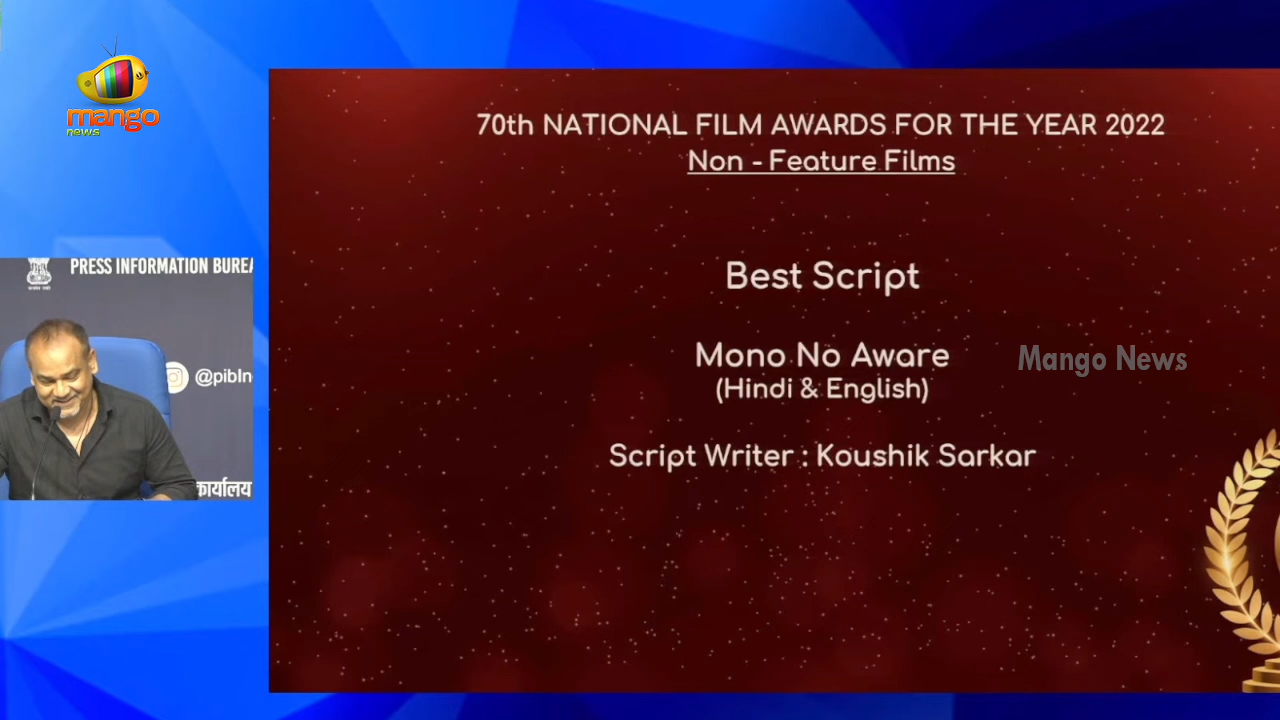 mango
news
70th NATIONAL FILM AWARDS FOR THE YEAR 2022
Non - Feature Films
Best Script
Mono No Aware
(Hindi & English)
Script Writer : Koushik Sarkar
Mango News
PRESS INFORMATION BUREA
@pibIn
कार्यालय